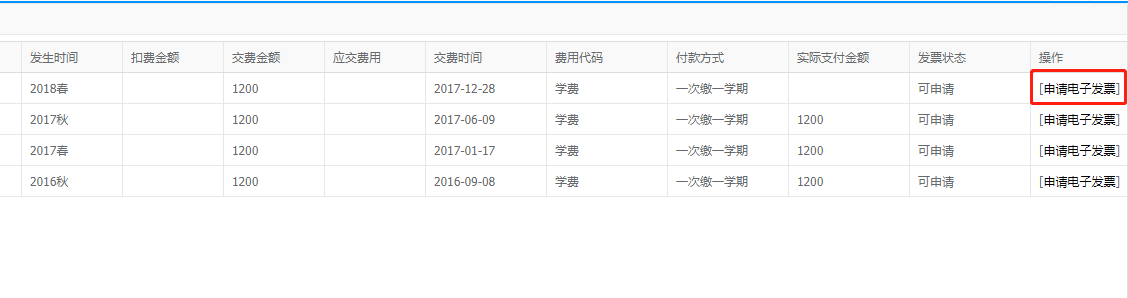 发生时间 扣费金额 交费金额 应交费用 交费时间 费用代码 付款方式 实际支付金额 发票状态 操作
2018春 1200 2017-12-28 学费 一次缴一学期 可申请 [申请电子发票]
2017秋 1200 2017-06-09 学费 一次缴一学期 1200 可申请 [申请电子发票]
2017春 1200 2017-01-17 学费 一次缴一学期 1200 可申请 [申请电子发票]
2016秋 1200 2016-09-08 学费 一次缴一学期 1200 可申请 [申请电子发票]